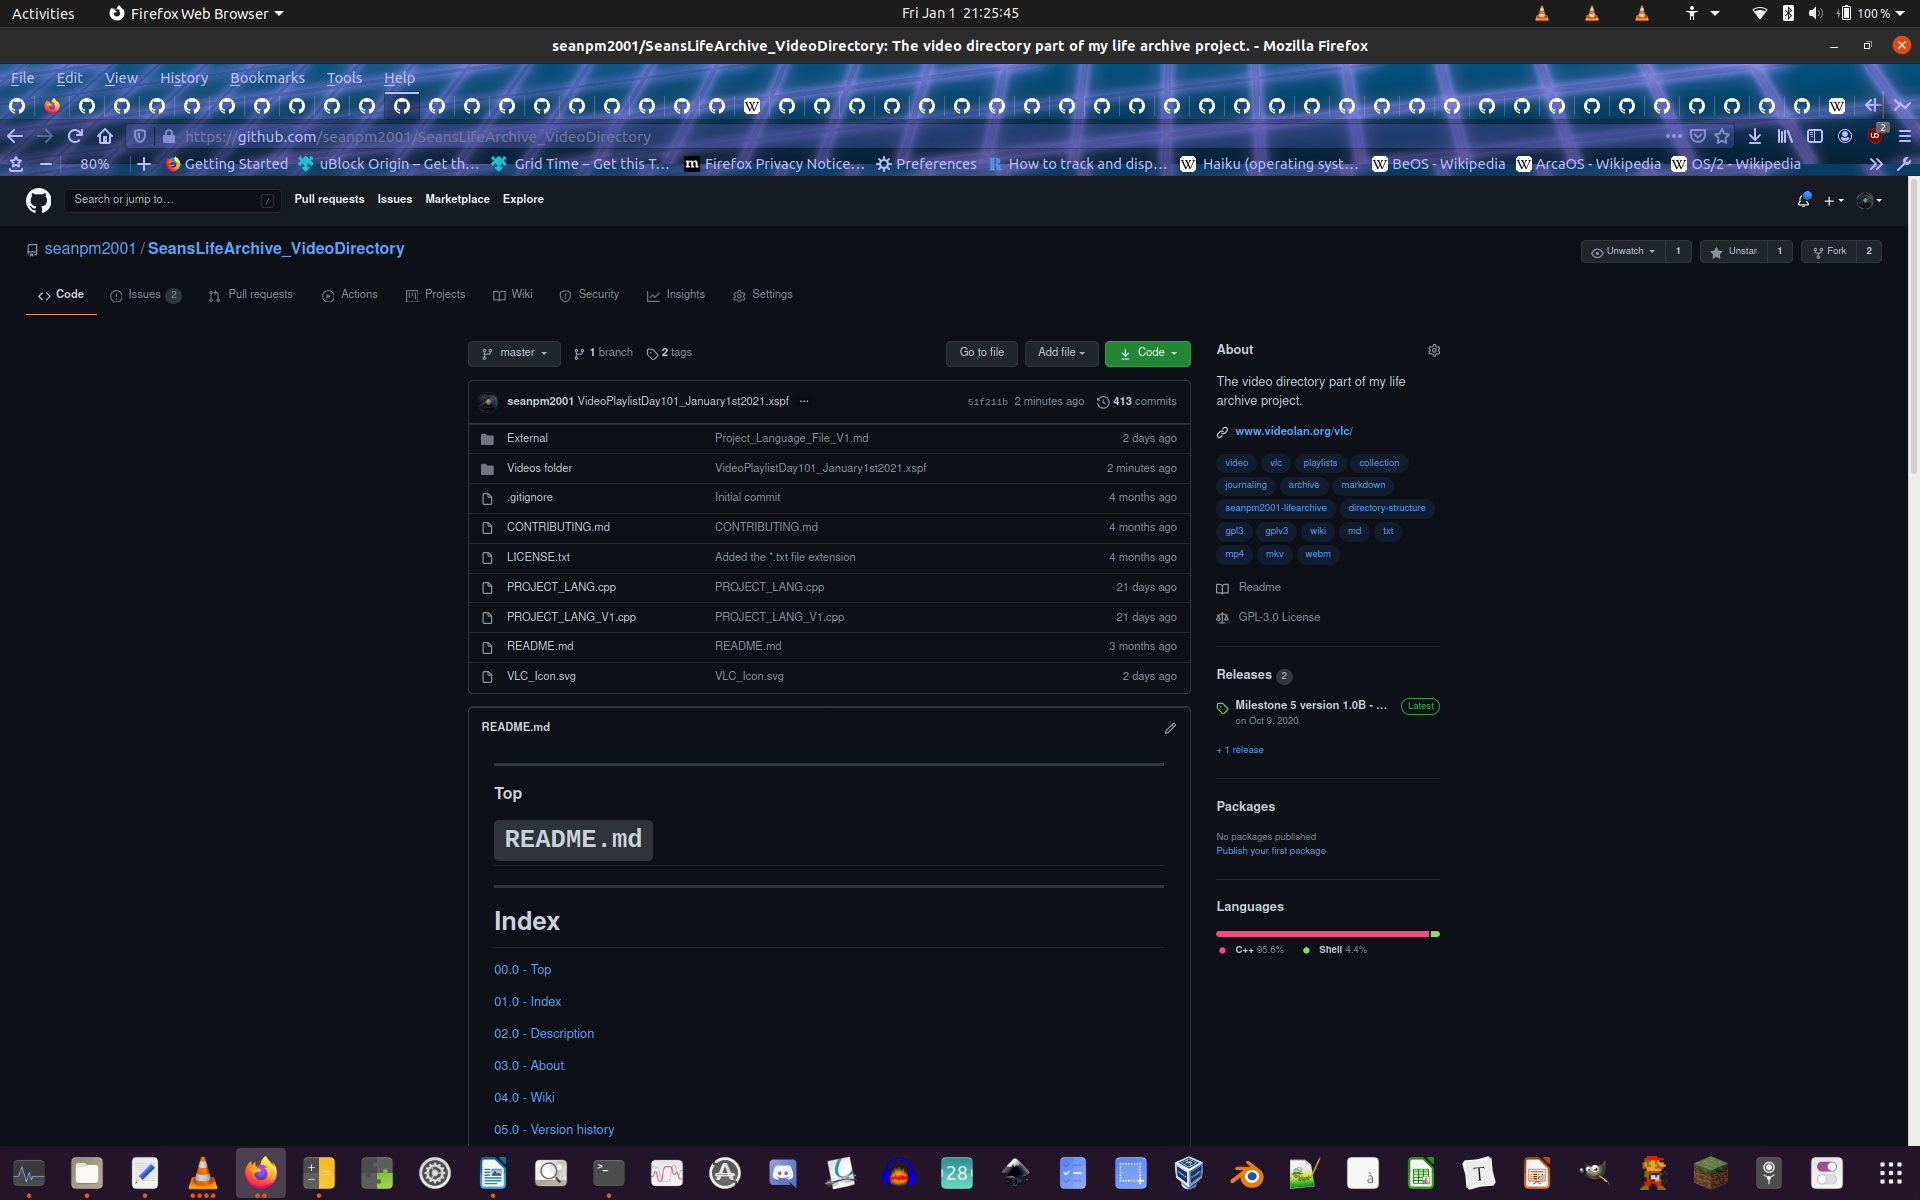 Activities Firefox Web Browser Fri Jan 1 21:25:45 100 %
seanpm2001/SeansLifeArchive_VideoDirectory: The video directory part of my life archive project. - Mozilla Firefox
File Edit View History Bookmarks Tools Help
https://github.com/seanpm2001/SeansLifeArchive_VideoDirectory 2
80% Getting Started uBlock Origin – Get th… Grid Time – Get this T… Firefox Privacy Notice… Preferences How to track and disp… Haiku (operating syst… BeOS - Wikipedia ArcaOS - Wikipedia OS/2 - Wikipedia
Search or jump to… / Pull requests Issues Marketplace Explore
seanpm2001 / SeansLifeArchive_VideoDirectory Unwatch 1 Unstar 1 Fork 2
Code Issues 2 Pull requests Actions Projects Wiki Security Insights Settings
master 1 branch 2 tags Go to file Add file Code
seanpm2001 VideoPlaylistDay101_January1st2021.xspf ... 51f211b 2 minutes ago 413 commits
External Project_Language_File_V1.md 2 days ago
Videos folder VideoPlaylistDay101_January1st2021.xspf 2 minutes ago
.gitignore Initial commit 4 months ago
CONTRIBUTING.md CONTRIBUTING.md 4 months ago
LICENSE.txt Added the *.txt file extension 4 months ago
PROJECT_LANG.cpp PROJECT_LANG.cpp 21 days ago
PROJECT_LANG_V1.cpp PROJECT_LANG_V1.cpp 21 days ago
README.md README.md 3 months ago
VLC_Icon.svg VLC_Icon.svg 2 days ago
README.md
Top
README.md
Index
00.0 - Top
01.0 - Index
02.0 - Description
03.0 - About
04.0 - Wiki
05.0 - Version history
About
The video directory part of my life
archive project.
www.videolan.org/vlc/
video vlc playlists collection
journaling archive markdown
seanpm2001-lifearchive directory-structure
gpl3 gplv3 wiki md txt
mp4 mkv webm
Readme
GPL-3.0 License
Releases 2
Milestone 5 version 1.0B - ... Latest
on Oct 9, 2020
+ 1 release
Packages
No packages published
Publish your first package
Languages
C++ 95.6% Shell 4.4%
28